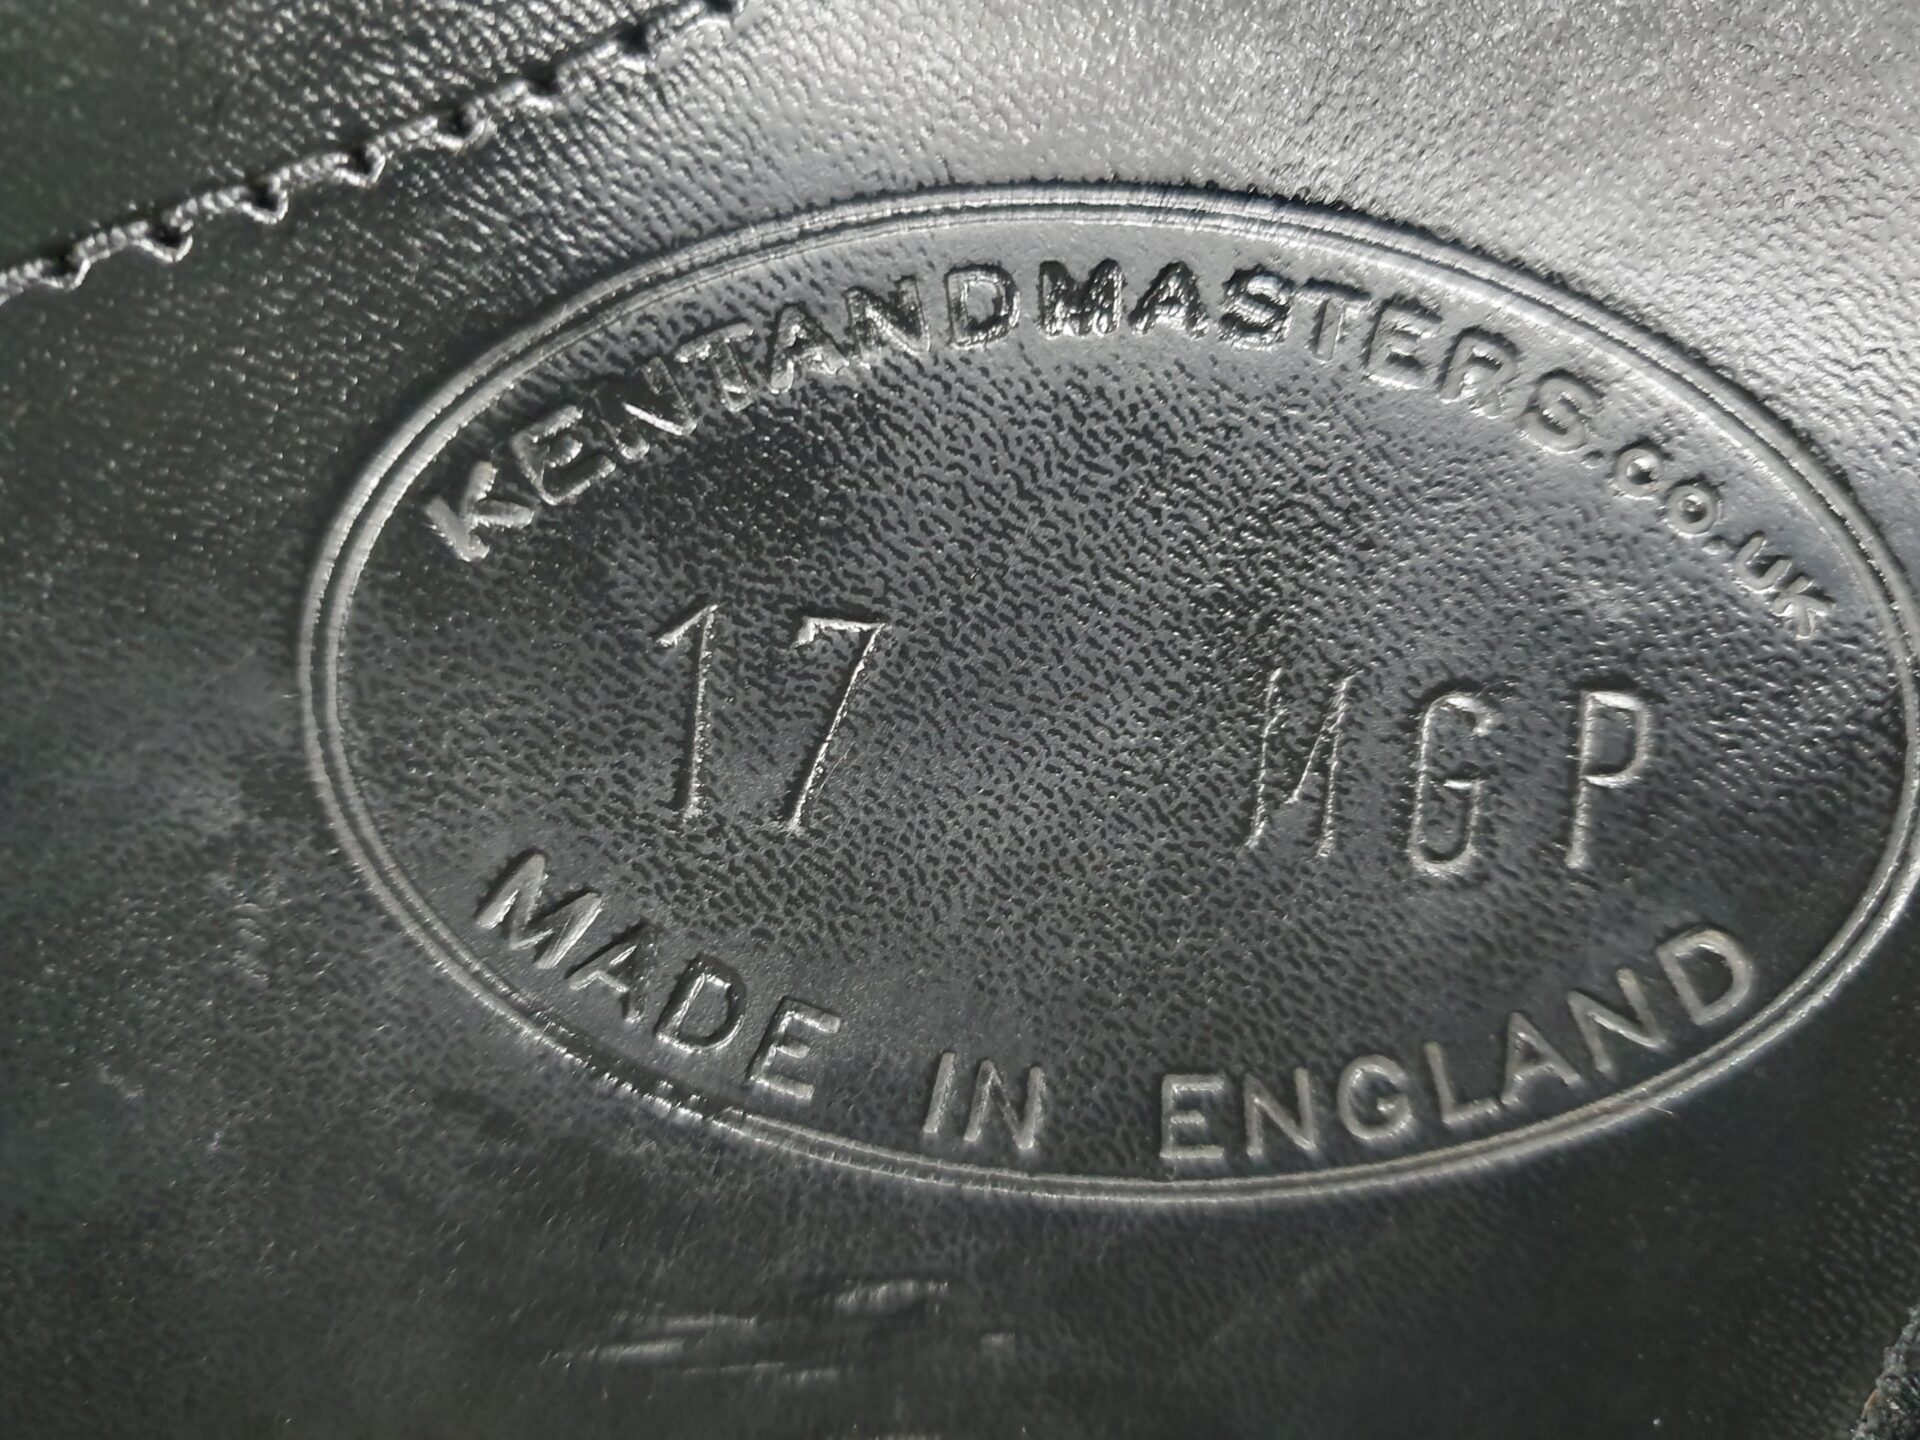 KENTANDMASTERS.CO.UK
17 MGP
MADE IN ENGLAND